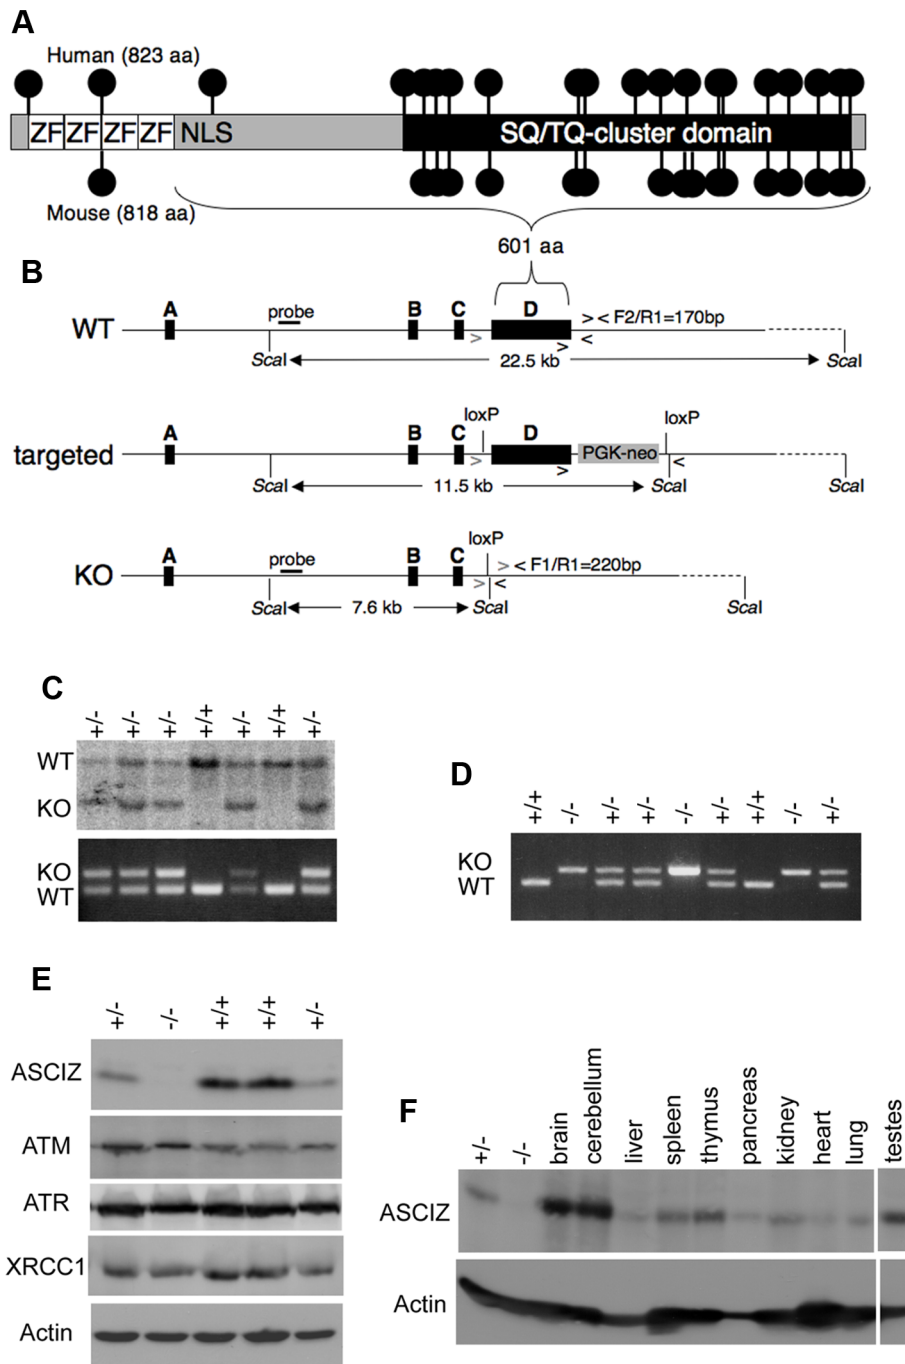 A
Human (823 aa)
ZF ZF ZF ZF NLS SQ/TQ-cluster domain
Mouse (818 aa)
601 aa
B
A probe B C D
WT > < F2/R1=170bp
> > <
ScaI 22.5 kb ScaI
loxP loxP
A B C D
targeted PGK-neo
> > <
ScaI 11.5 kb ScaI ScaI
loxP
A probe B C
KO > < F1/R1=220bp
> <
ScaI 7.6 kb ScaI ScaI
C
+/- +/- +/- +/+ +/- +/+ +/-
WT
KO
KO
WT
D
+/+ -/- +/- +/- -/- +/- +/+ -/- +/-
KO
WT
E
+/- -/- +/+ +/+ +/-
ASCIZ
ATM
ATR
XRCC1
Actin
F
+/- -/- brain cerebellum liver spleen thymus pancreas kidney heart lung testes
ASCIZ
Actin